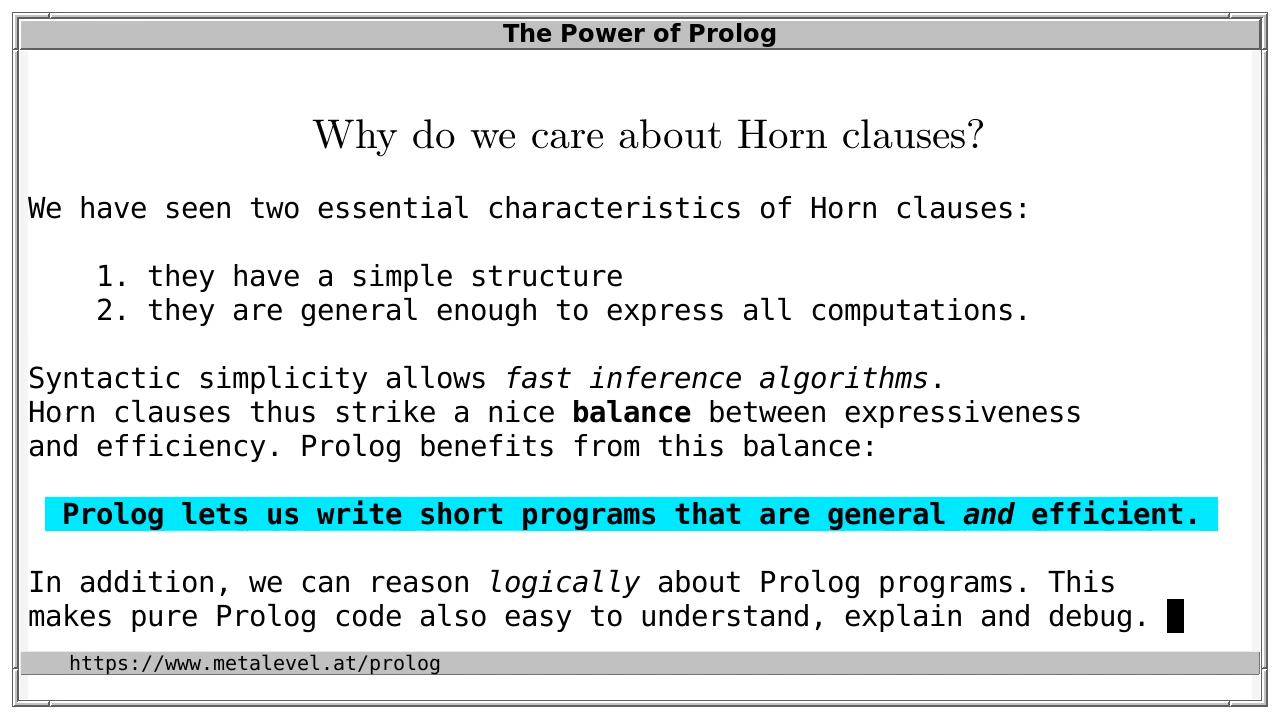 The Power of Prolog
Why do we care about Horn clauses?
We have seen two essential characteristics of Horn clauses:
1. they have a simple structure
2. they are general enough to express all computations.
Syntactic simplicity allows fast inference algorithms.
Horn clauses thus strike a nice balance between expressiveness
and efficiency. Prolog benefits from this balance:
Prolog lets us write short programs that are general and efficient.
In addition, we can reason logically about Prolog programs. This
makes pure Prolog code also easy to understand, explain and debug.
https://www.metalevel.at/prolog